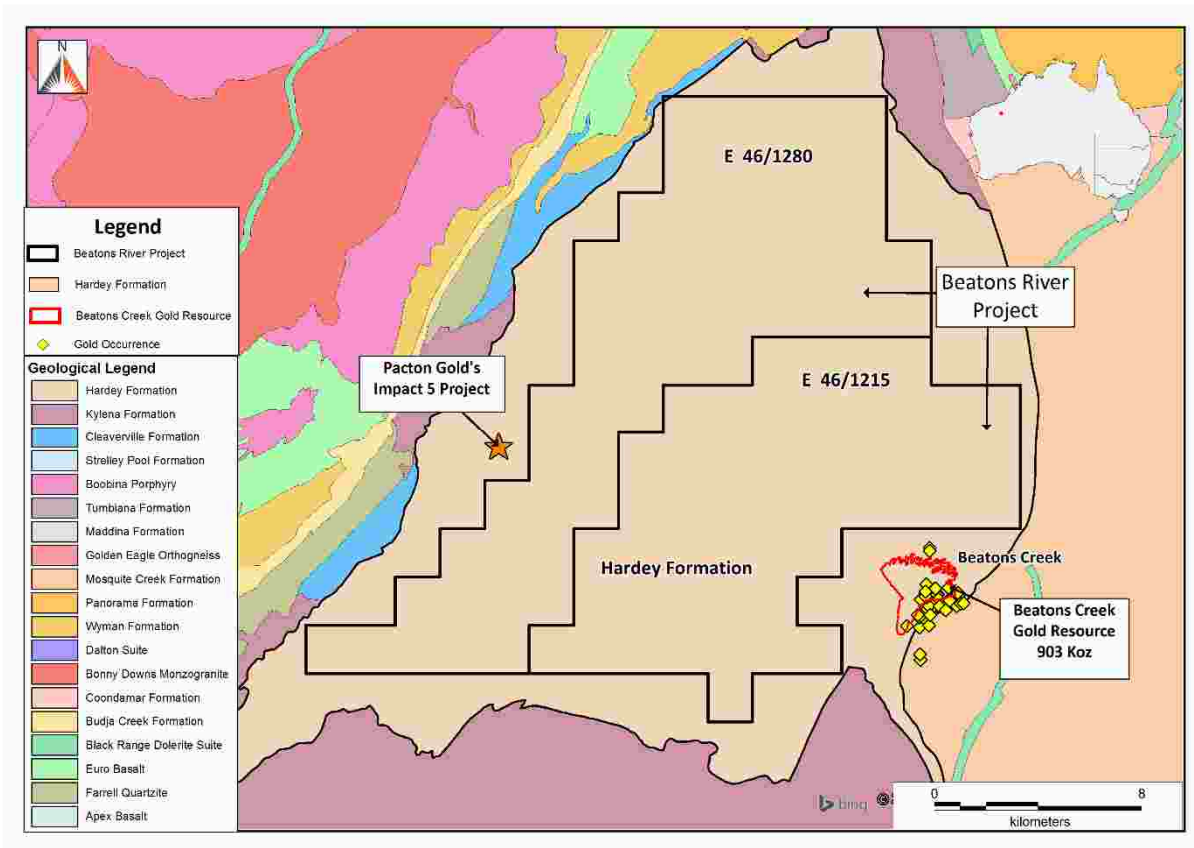 N
E 46/1280
Legend
Beatons River Project
Hardey Formation
Beatons Creek Gold Resource
Gold Occurrence
Beatons River
Project
Pacton Gold's
Impact 5 Project
E 46/1215
Geological Legend
Hardey Formation
Kylena Formation
Cleaverville Formation
Strelley Pool Formation
Boobina Porphyry
Tumbiana Formation
Maddina Formation
Golden Eagle Orthogneiss
Mosquite Creek Formation
Panorama Formation
Wyman Formation
Dalton Suite
Bonny Downs Monzogranite
Coondamar Formation
Budja Creek Formation
Black Range Dolerite Suite
Euro Basalt
Farrell Quartzite
Apex Basalt
Hardey Formation
Beatons Creek
Beatons Creek
Gold Resource
903 Koz
bing
©
0 8
kilometers